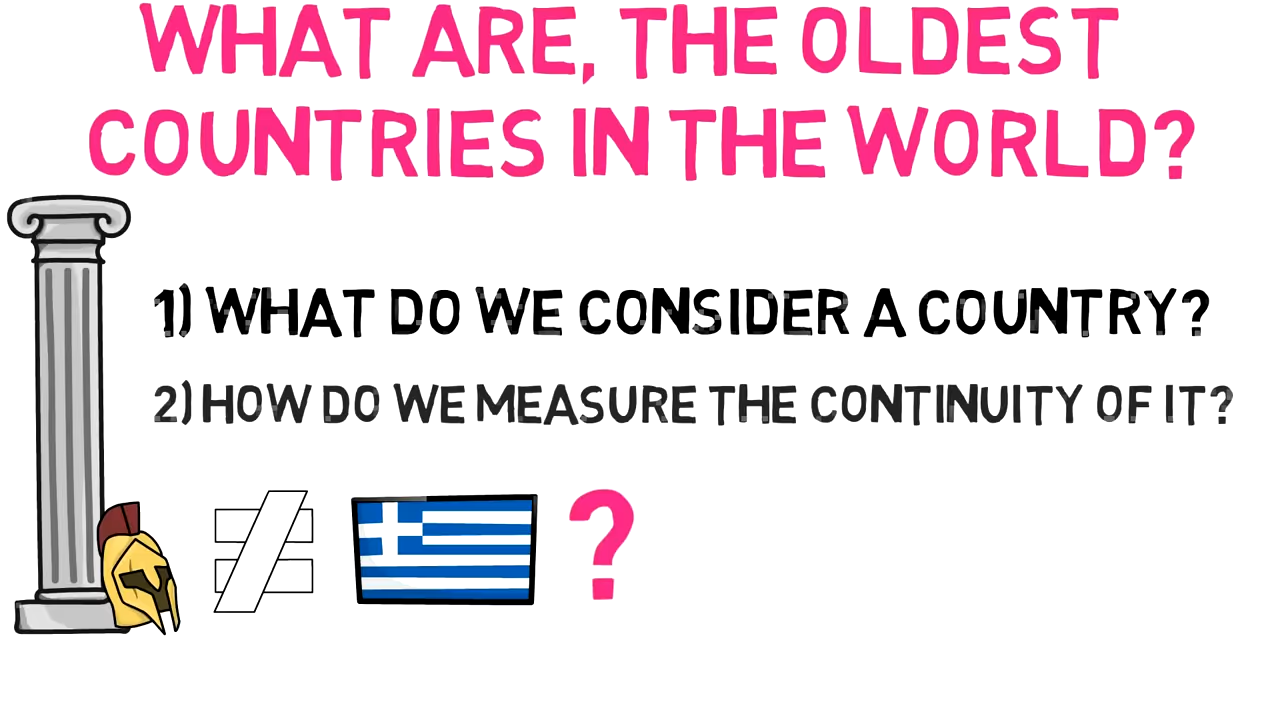 WHAT ARE, THE OLDEST
COUNTRIES IN THE WORLD?
1) WHAT DO WE CONSIDER A COUNTRY?
2) HOW DO WE MEASURE THE CONTINUITY OF IT?
≠ ?